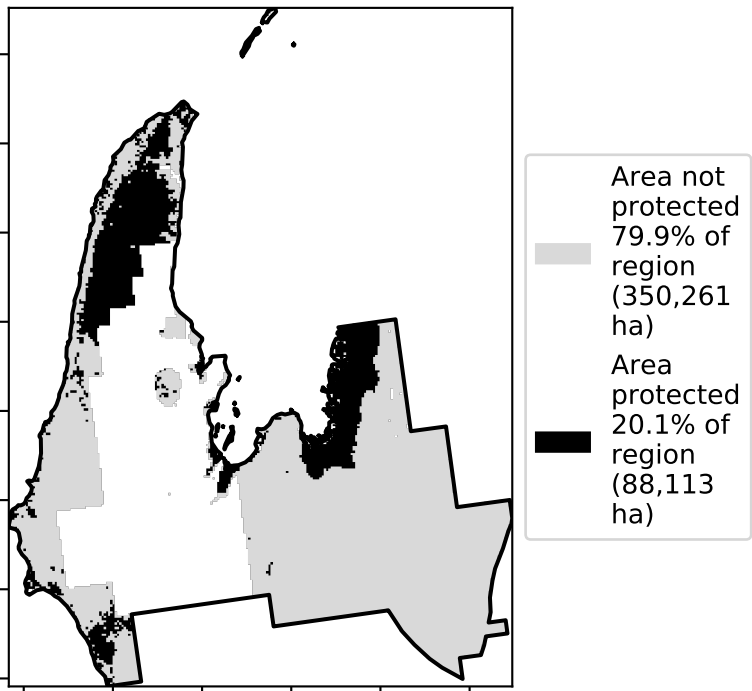 Area not
protected
79.9% of
region
(350,261
ha)
Area
protected
20.1% of
region
(88,113
ha)